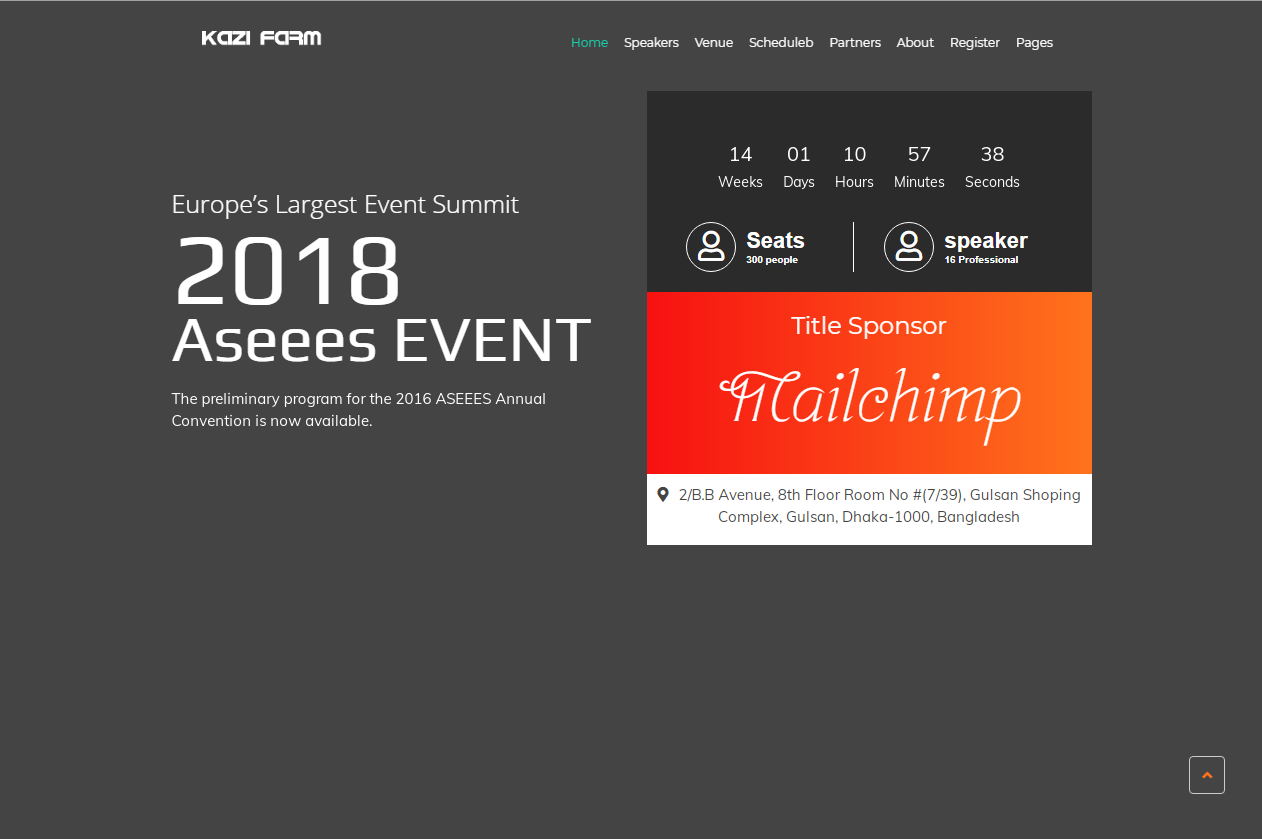 KAZI FARM
Home Speakers Venue Scheduleb Partners About Register Pages
Europe’s Largest Event Summit
2018
Aseees EVENT
The preliminary program for the 2016 ASEEES Annual
Convention is now available.
14 01 10 57 38
Weeks Days Hours Minutes Seconds
Seats
300 people
speaker
16 Professional
Title Sponsor
Mailchimp
2/B.B Avenue, 8th Floor Room No #(7/39), Gulsan Shoping
Complex, Gulsan, Dhaka-1000, Bangladesh